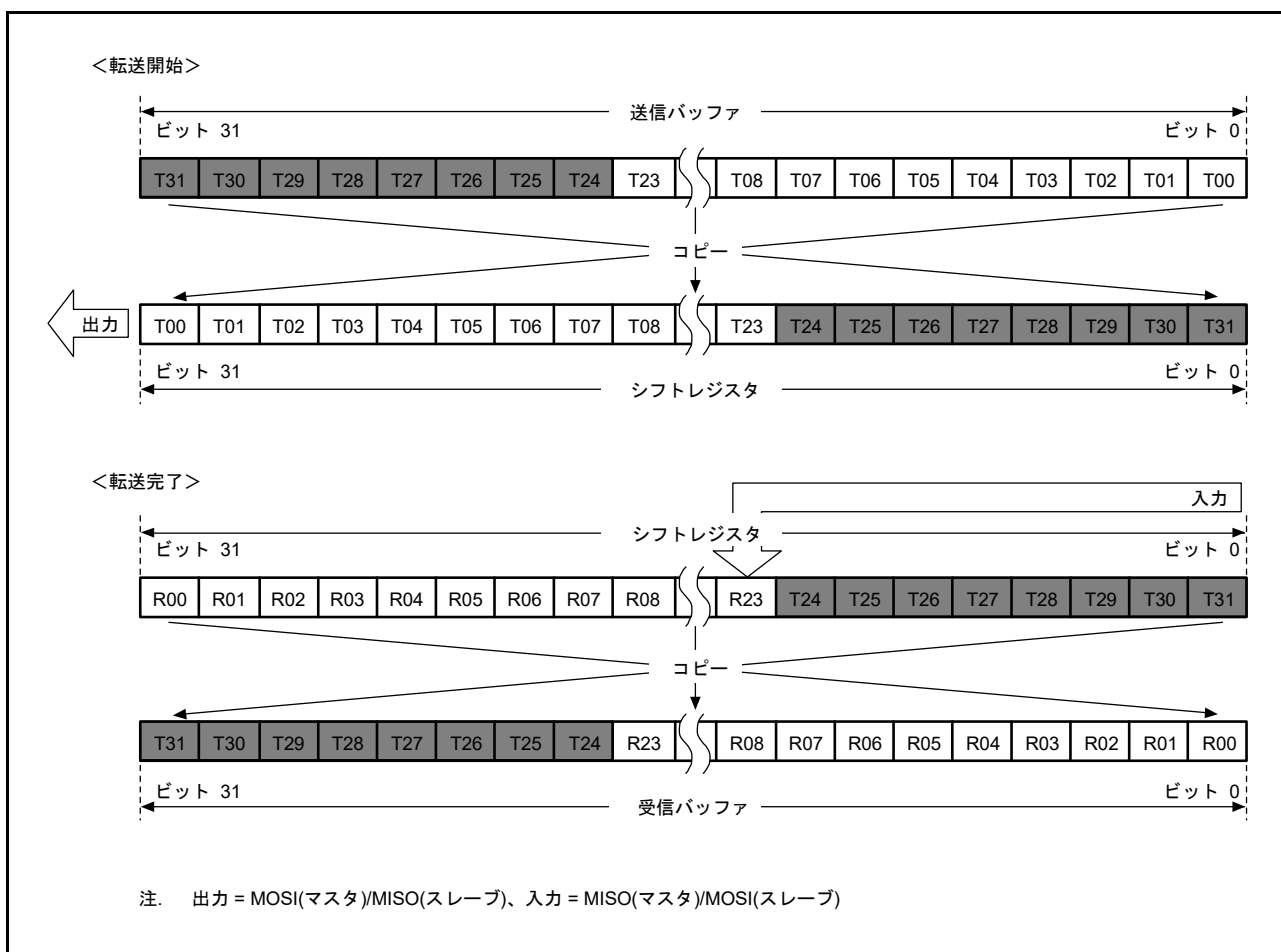 ＜転送開始＞
送信バッファ
ビット 31 ビット 0
T31 T30 T29 T28 T27 T26 T25 T24 T23 T08 T07 T06 T05 T04 T03 T02 T01 T00
コピー
出力 T00 T01 T02 T03 T04 T05 T06 T07 T08 T23 T24 T25 T26 T27 T28 T29 T30 T31
ビット 31 ビット 0
シフトレジスタ
＜転送完了＞
入力
シフトレジスタ
ビット 31 ビット 0
R00 R01 R02 R03 R04 R05 R06 R07 R08 R23 T24 T25 T26 T27 T28 T29 T30 T31
コピー
T31 T30 T29 T28 T27 T26 T25 T24 R23 R08 R07 R06 R05 R04 R03 R02 R01 R00
ビット 31 ビット 0
受信バッファ
注. 出力 = MOSI(マスタ)/MISO(スレーブ)、入力 = MISO(マスタ)/MOSI(スレーブ)